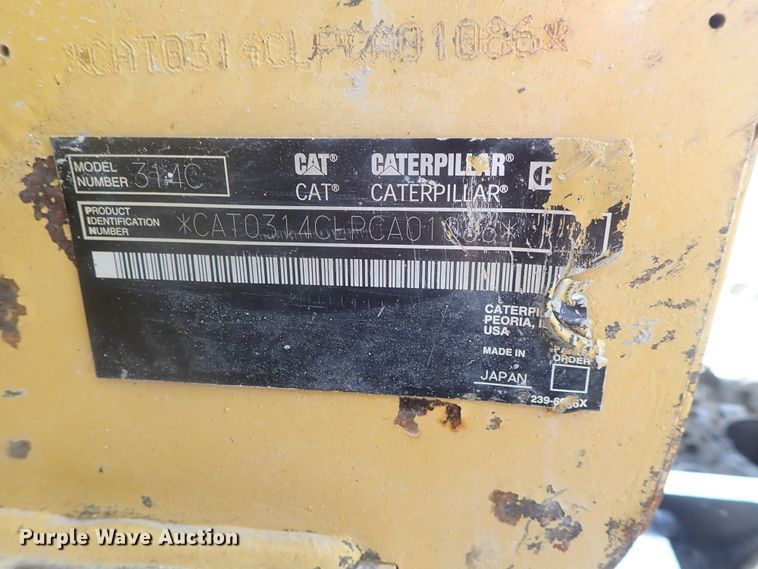 *CAT0314CLPCA01086*
MODEL NUMBER 314C
CAT® CATERPILLAR®
CAT® CATERPILLAR®
PRODUCT IDENTIFICATION NUMBER *CAT0314CLPCA01086*
PEORIA,
USA
MADE IN
JAPAN
ORDER
Purple Wave Auction